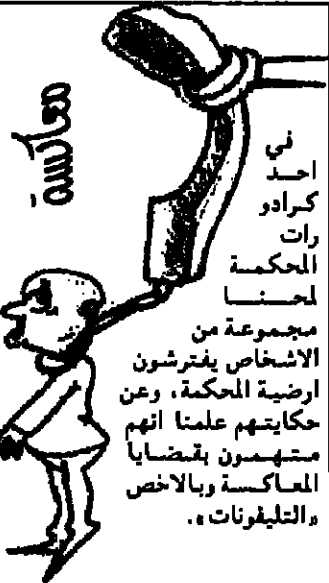 معاكسة
في
احد
كرادو
رات
المحكمة
لمحنا
مجموعة من
الاشخاص يفترشون
ارضية المحكمة، وعن
حكايتهم علمنا انهم
متهمون بقضايا
المعاكسة وبالاخص
«التليفونات».